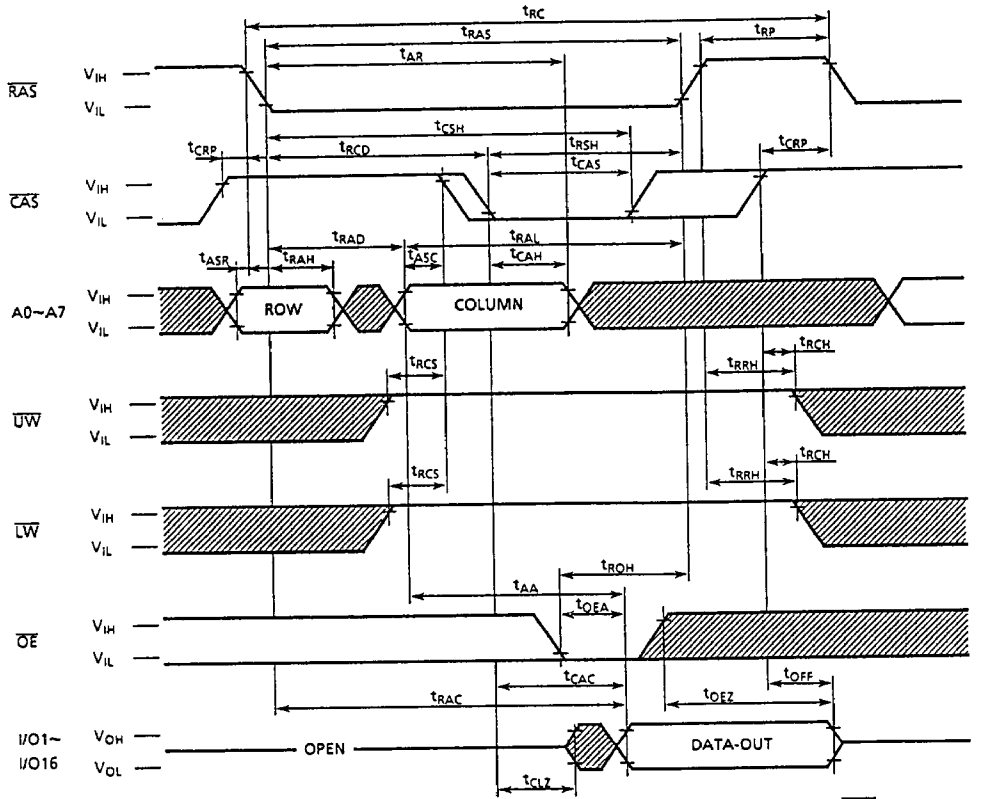 tRC
tRAS
tRP
tAR
RAS
VIH
VIL
tCSH
tCRP
tRCD
tRSH
tCRP
tCAS
CAS
VIH
VIL
tRAD
tRAL
tASR
tRAH
tASC
tCAH
A0~A7
VIH
VIL
ROW
COLUMN
tRCH
tRCS
tRRH
UW
VIH
VIL
tRCH
tRCS
tRRH
LW
VIH
VIL
tROH
tAA
tOEA
OE
VIH
VIL
tCAC
tOFF
tRAC
tOEZ
I/O1~
I/O16
VOH
VOL
OPEN
DATA-OUT
tCLZ